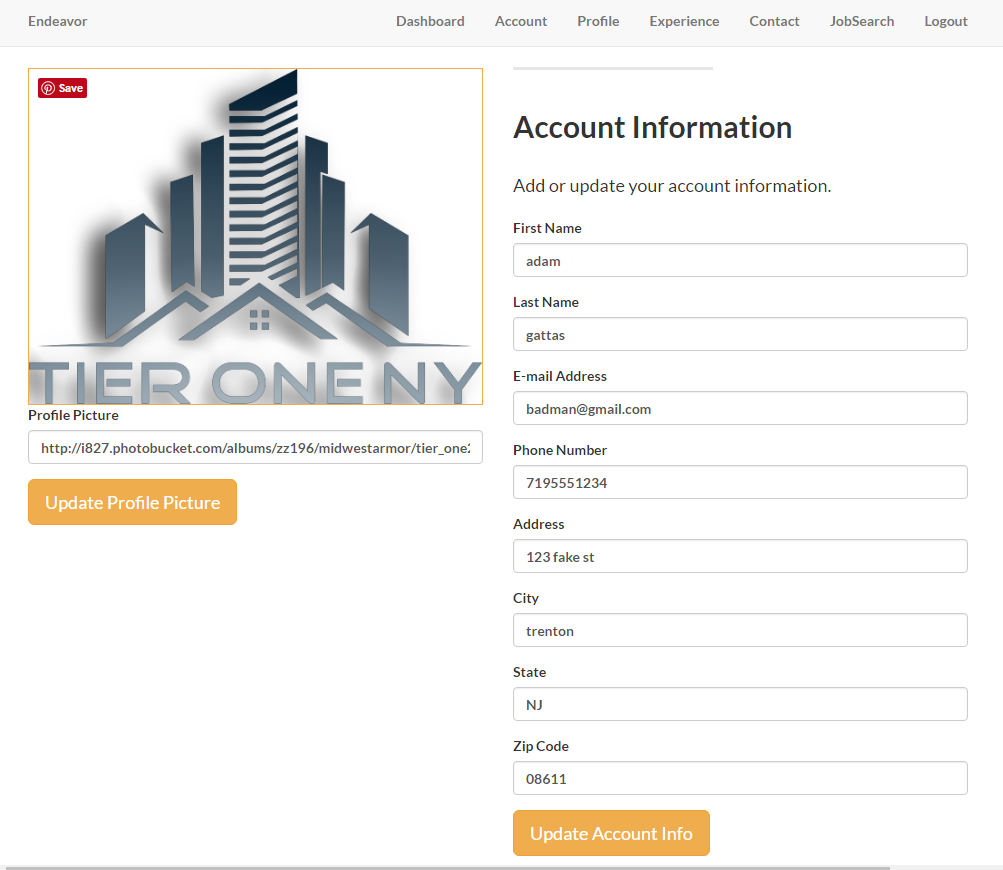 Endeavor
Dashboard Account Profile Experience Contact JobSearch Logout
Save
TIER ONE NY
Profile Picture
http://i827.photobucket.com/albums/zz196/midwestarmor/tier_one2
Update Profile Picture
Account Information
Add or update your account information.
First Name
adam
Last Name
gattas
E-mail Address
badman@gmail.com
Phone Number
7195551234
Address
123 fake st
City
trenton
State
NJ
Zip Code
08611
Update Account Info